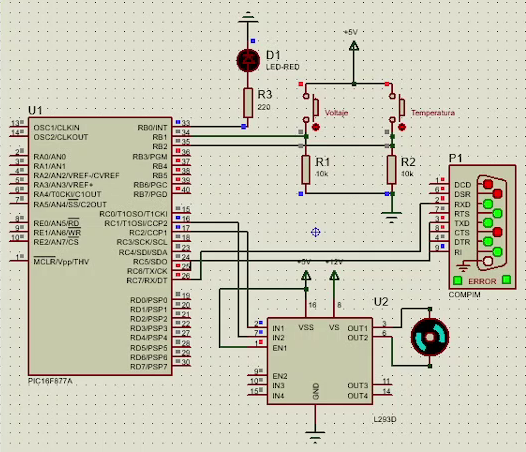 D1
LED-RED
R3
220
+5V
Voltaje
Temperatura
U1
13 OSC1/CLKIN
14 OSC2/CLKOUT
2 RA0/AN0
3 RA1/AN1
4 RA2/AN2/VREF-/CVREF
5 RA3/AN3/VREF+
6 RA4/T0CKI/C1OUT
7 RA5/AN4/SS/C2OUT
8 RE0/AN5/RD
9 RE1/AN6/WR
10 RE2/AN7/CS
1 MCLR/Vpp/THV
RB0/INT 33
RB1 34
RB2 35
RB3/PGM 36
RB4 37
RB5 38
RB6/PGC 39
RB7/PGD 40
RC0/T1OSO/T1CKI 15
RC1/T1OSI/CCP2 16
RC2/CCP1 17
RC3/SCK/SCL 18
RC4/SDI/SDA 23
RC5/SDO 24
RC6/TX/CK 25
RC7/RX/DT 26
RD0/PSP0 19
RD1/PSP1 20
RD2/PSP2 21
RD3/PSP3 22
RD4/PSP4 27
RD5/PSP5 28
RD6/PSP6 29
RD7/PSP7 30
PIC16F877A
R1
10k
R2
10k
P1
1 DCD
6 DSR
2 RXD
7 RTS
3 TXD
8 CTS
4 DTR
9 RI
ERROR
COMPIM
+5V
+12V
U2
16 8
2 IN1 VSS VS OUT1 3
7 IN2 OUT2 6
1 EN1
9 EN2
10 IN3 GND OUT3 11
15 IN4 OUT4 14
L293D